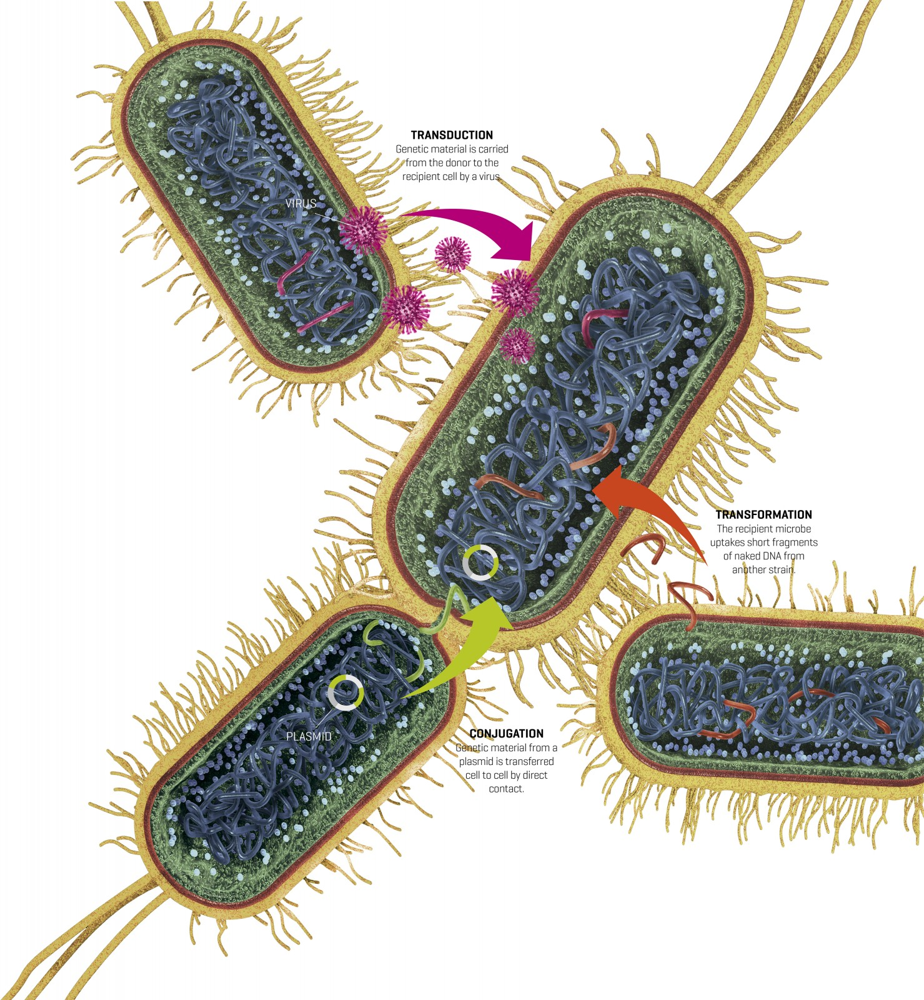 TRANSDUCTION
Genetic material is carried
from the donor to the
recipient cell by a virus.
VIRUS
TRANSFORMATION
The recipient microbe
uptakes short fragments
of naked DNA from
another strain.
PLASMID
CONJUGATION
Genetic material from a
plasmid is transferred
cell to cell by direct
contact.